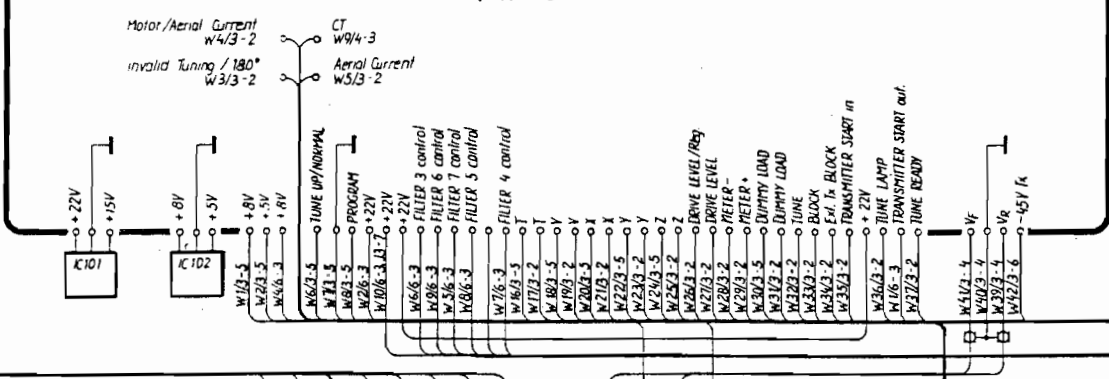 Motor/Aerial Current
W4/3-2
CT
W9/4-3
Invalid Tuning / 180°
W3/3-2
Aerial Current
W5/3-2
+22V
+15V
+8V
+5V
+8V
+5V
+8V
TUNE UP/NORMAL
PROGRAM
+22V
+22V
+22V
FILTER 3 control
FILTER 6 control
FILTER 7 control
FILTER 5 control
FILTER 4 control
T
T
V
V
X
X
Y
Y
Z
Z
DRIVE LEVEL/Reg
DRIVE LEVEL
METER-
METER+
DUMMY LOAD
DUMMY LOAD
TUNE
BLOCK
Ext. Tx BLOCK
TRANSMITTER START in
+22V
TUNE LAMP
TRANSMITTER START out.
TUNE READY
VF
VR
-45V Tx
IC101
IC102
W1/3-5
W2/3-5
W4/6-3
W6/3-5
W7/3-5
W8/3-5
W2/6-3
W10/6-3, J3-7
W6/6-3
W9/6-3
W5/6-3
W8/6-3
W7/6-3
W16/3-5
W17/3-2
W18/3-5
W19/3-2
W20/3-5
W21/3-2
W22/3-5
W23/3-2
W24/3-5
W25/3-2
W26/3-2
W27/3-2
W28/3-2
W29/3-2
W30/3-5
W31/3-2
W32/3-2
W33/3-2
W34/3-2
W35/3-2
W36/3-2
W1/6-3
W37/3-2
W41/3-4
W40/3-4
W39/3-4
W42/3-6